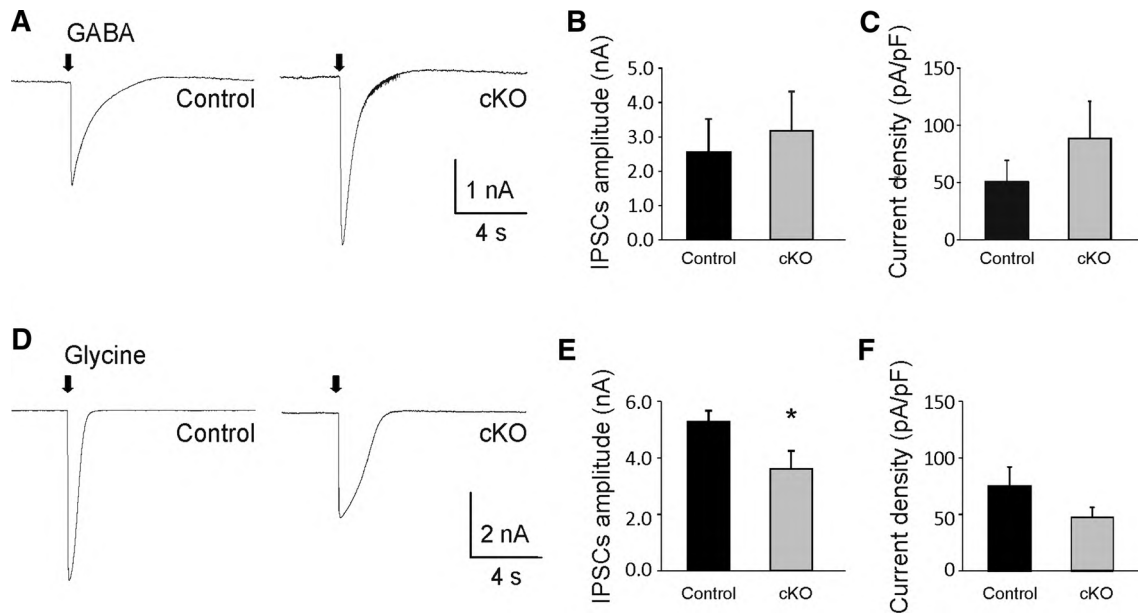 A
GABA
Control
cKO
1 nA
4 s
B
IPSCs amplitude (nA)
5.0
4.0
3.0
2.0
1.0
0.0
Control
cKO
C
Current density (pA/pF)
150
100
50
0
Control
cKO
D
Glycine
Control
cKO
2 nA
4 s
E
IPSCs amplitude (nA)
6.0
4.0
2.0
0.0
*
Control
cKO
F
Current density (pA/pF)
150
100
50
0
Control
cKO